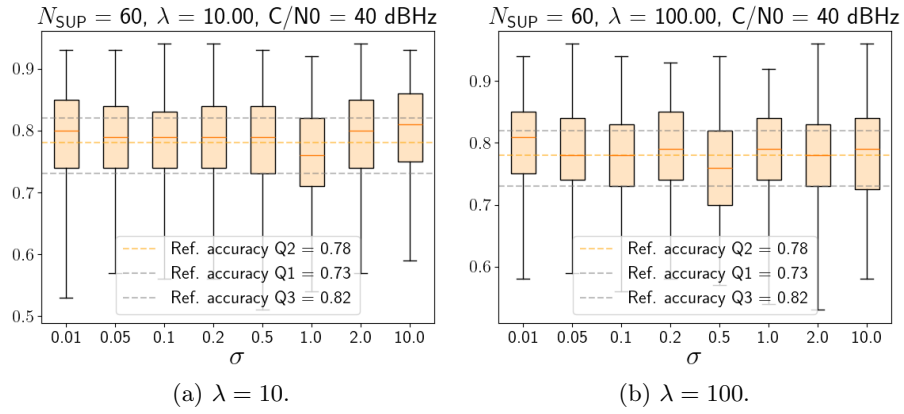 N_SUP = 60, λ = 10.00, C/N0 = 40 dBHz
0.9
0.8
0.7
0.6
0.5
Ref. accuracy Q2 = 0.78
Ref. accuracy Q1 = 0.73
Ref. accuracy Q3 = 0.82
0.01 0.05 0.1 0.2 0.5 1.0 2.0 10.0
σ
(a) λ = 10.
N_SUP = 60, λ = 100.00, C/N0 = 40 dBHz
0.9
0.8
0.7
0.6
Ref. accuracy Q2 = 0.78
Ref. accuracy Q1 = 0.73
Ref. accuracy Q3 = 0.82
0.01 0.05 0.1 0.2 0.5 1.0 2.0 10.0
σ
(b) λ = 100.